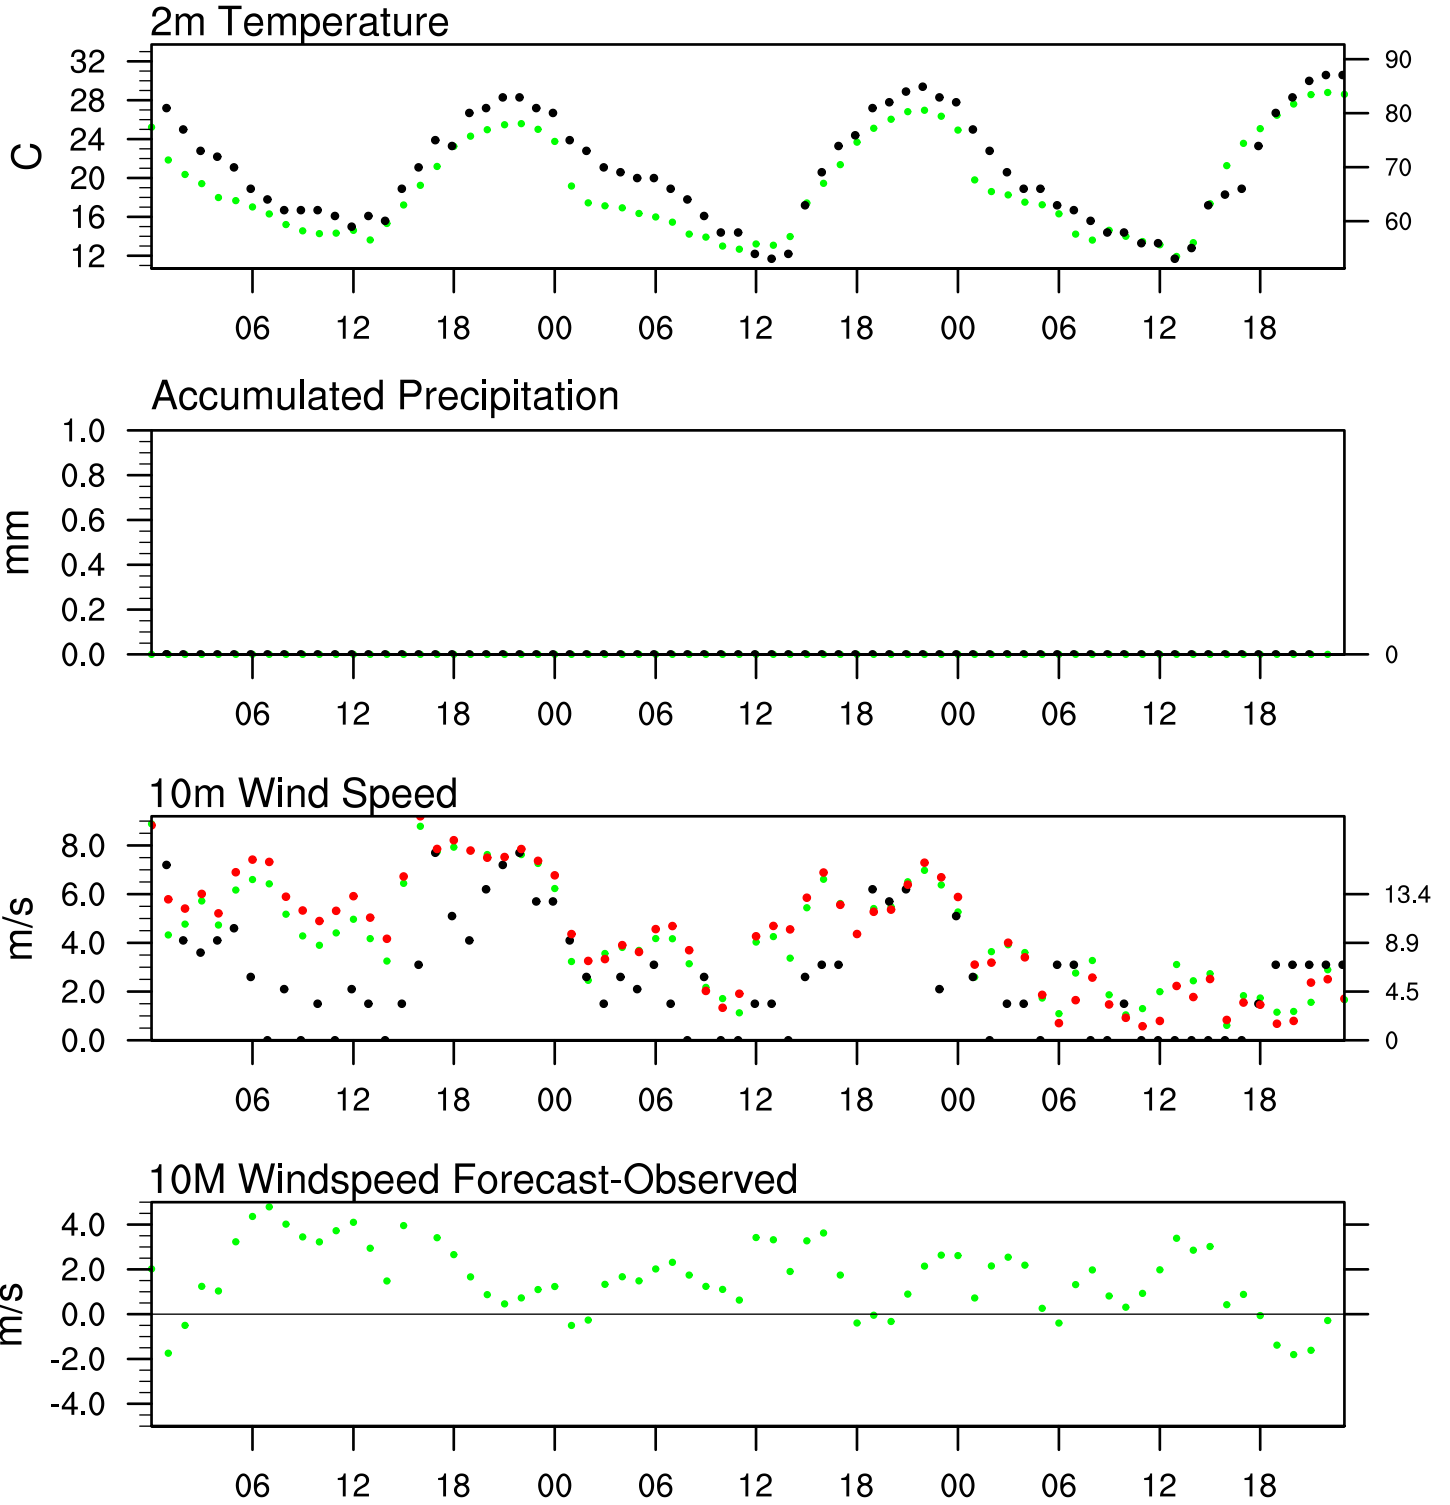 2m Temperature
32
28
24
20
16
12
C
90
80
70
60
06 12 18 00 06 12 18 00 06 12 18
Accumulated Precipitation
1.0
0.8
0.6
0.4
0.2
0.0
mm
0
06 12 18 00 06 12 18 00 06 12 18
10m Wind Speed
8.0
6.0
4.0
2.0
0.0
m/s
13.4
8.9
4.5
0
06 12 18 00 06 12 18 00 06 12 18
10M Windspeed Forecast-Observed
4.0
2.0
0.0
-2.0
-4.0
m/s
06 12 18 00 06 12 18 00 06 12 18